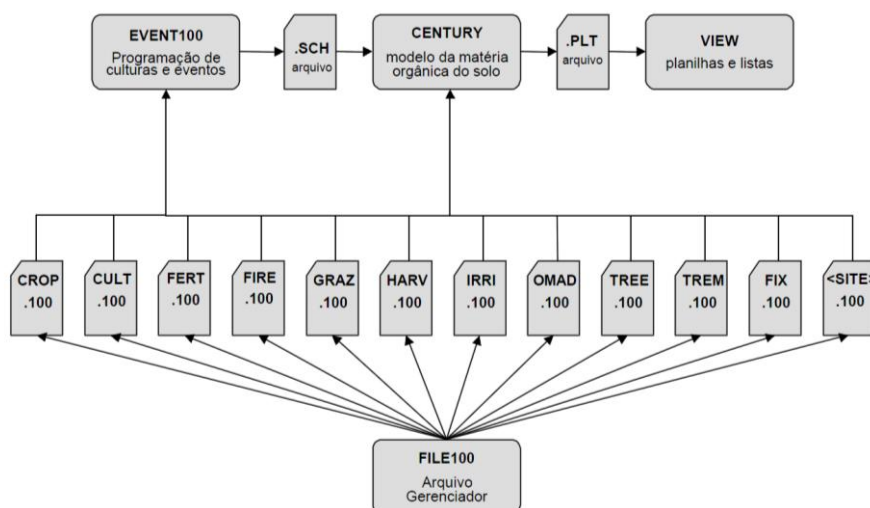 EVENT100
Programação de
culturas e eventos
.SCH
arquivo
CENTURY
modelo da matéria
orgânica do solo
.PLT
arquivo
VIEW
planilhas e listas
CROP
.100
CULT
.100
FERT
.100
FIRE
.100
GRAZ
.100
HARV
.100
IRRI
.100
OMAD
.100
TREE
.100
TREM
.100
FIX
.100
<SITE>
.100
FILE100
Arquivo
Gerenciador